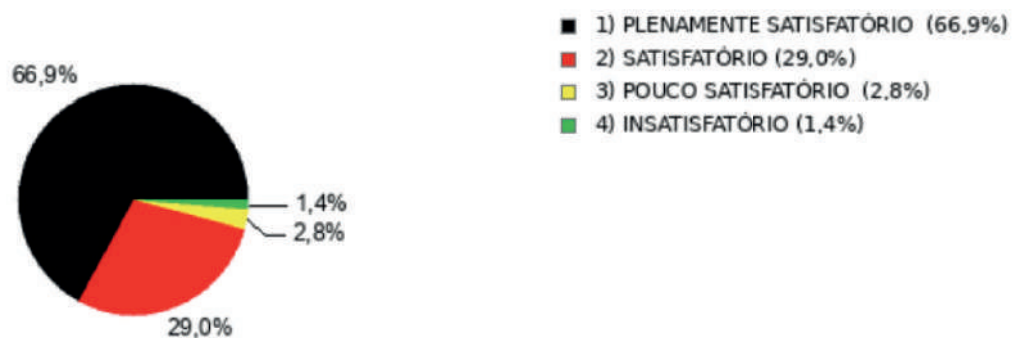 1) PLENAMENTE SATISFATÓRIO (66,9%)
2) SATISFATÓRIO (29,0%)
3) POUCO SATISFATÓRIO (2,8%)
4) INSATISFATÓRIO (1,4%)
66,9%
1,4%
2,8%
29,0%